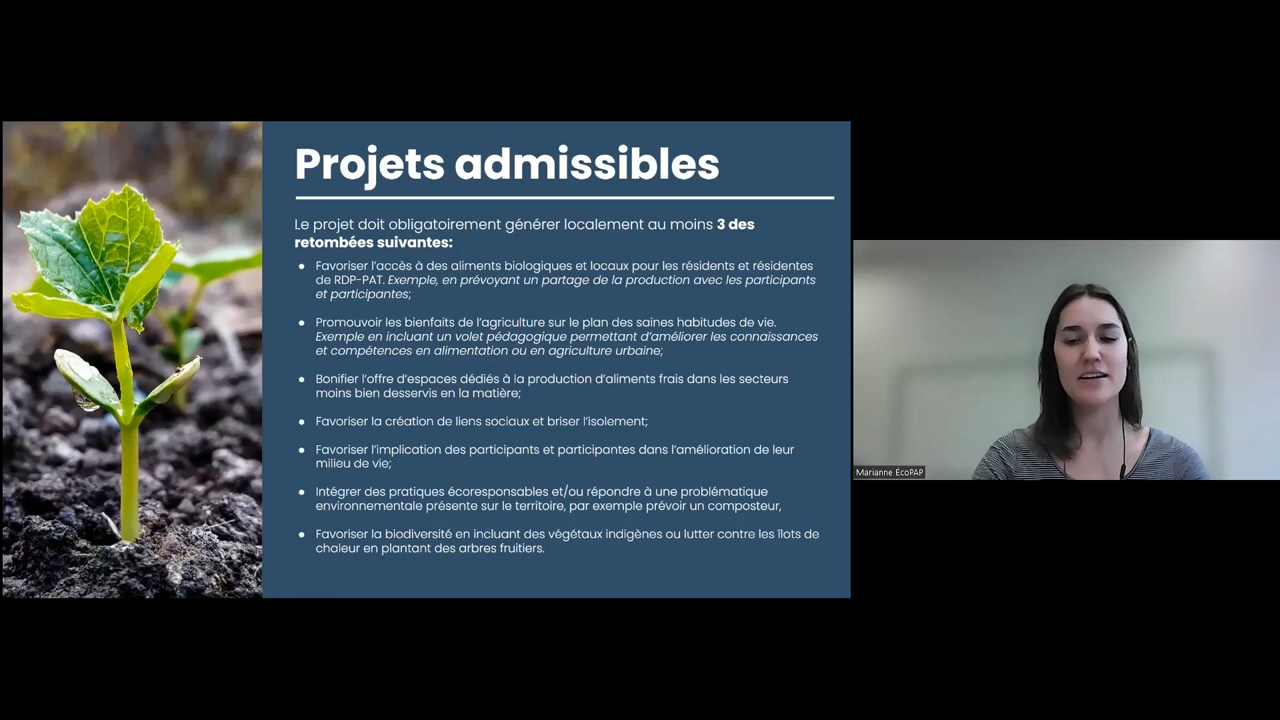 Projets admissibles
Le projet doit obligatoirement générer localement au moins 3 des
retombées suivantes:
● Favoriser l'accès à des aliments biologiques et locaux pour les résidents et résidentes
de RDP-PAT. Exemple, en prévoyant un partage de la production avec les participants
et participantes;
● Promouvoir les bienfaits de l'agriculture sur le plan des saines habitudes de vie.
Exemple en incluant un volet pédagogique permettant d'améliorer les connaissances
et compétences en alimentation ou en agriculture urbaine;
● Bonifier l'offre d'espaces dédiés à la production d'aliments frais dans les secteurs
moins bien desservis en la matière;
● Favoriser la création de liens sociaux et briser l'isolement;
● Favoriser l'implication des participants et participantes dans l'amélioration de leur
milieu de vie;
● Intégrer des pratiques écoresponsables et/ou répondre à une problématique
environnementale présente sur le territoire, par exemple prévoir un composteur,
● Favoriser la biodiversité en incluant des végétaux indigènes ou lutter contre les îlots de
chaleur en plantant des arbres fruitiers.
Marianne ÉcoPAP